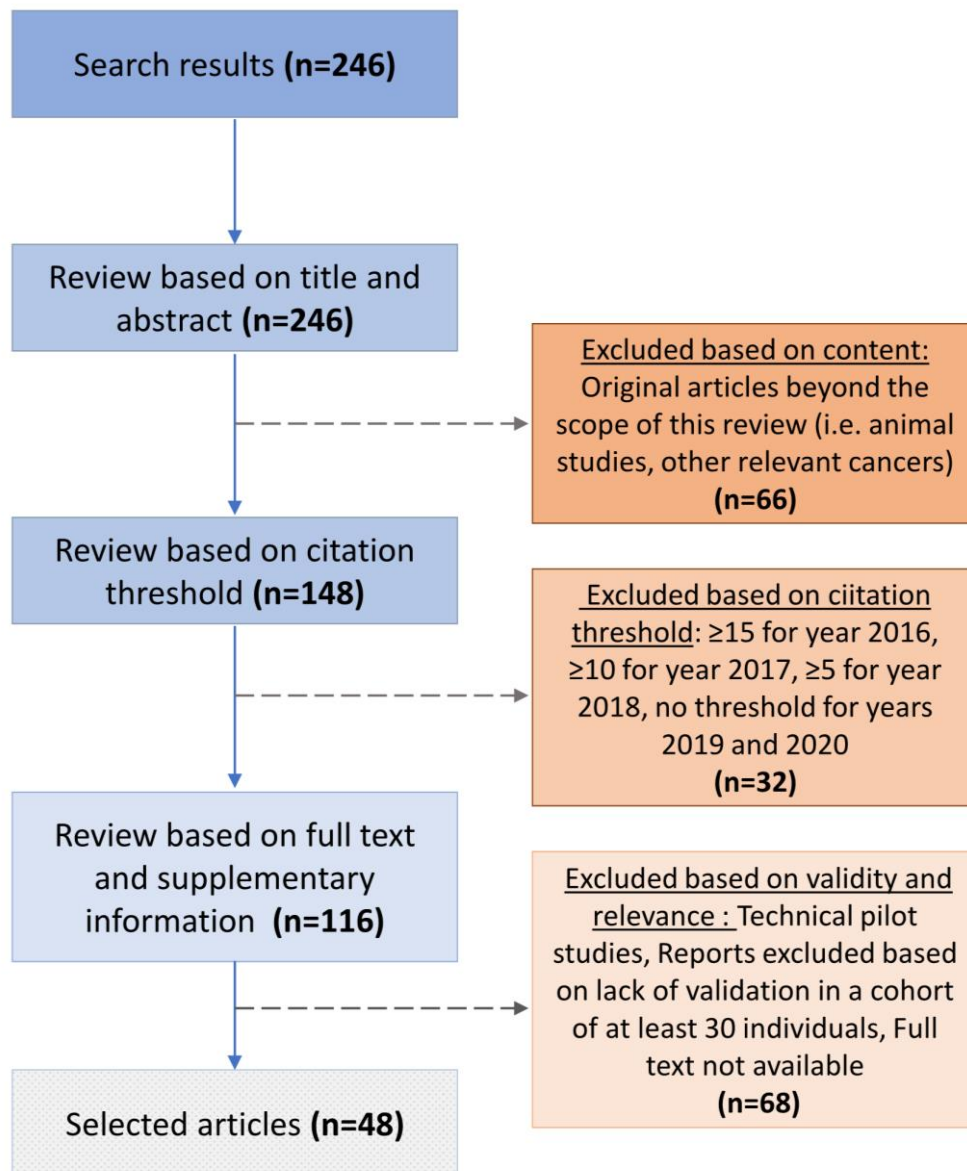 Search results (n=246)
Review based on title and
abstract (n=246)
Excluded based on content:
Original articles beyond the
scope of this review (i.e. animal
studies, other relevant cancers)
(n=66)
Review based on citation
threshold (n=148)
Excluded based on ciitation
threshold: ≥15 for year 2016,
≥10 for year 2017, ≥5 for year
2018, no threshold for years
2019 and 2020
(n=32)
Review based on full text
and supplementary
information (n=116)
Excluded based on validity and
relevance : Technical pilot
studies, Reports excluded based
on lack of validation in a cohort
of at least 30 individuals, Full
text not available
(n=68)
Selected articles (n=48)